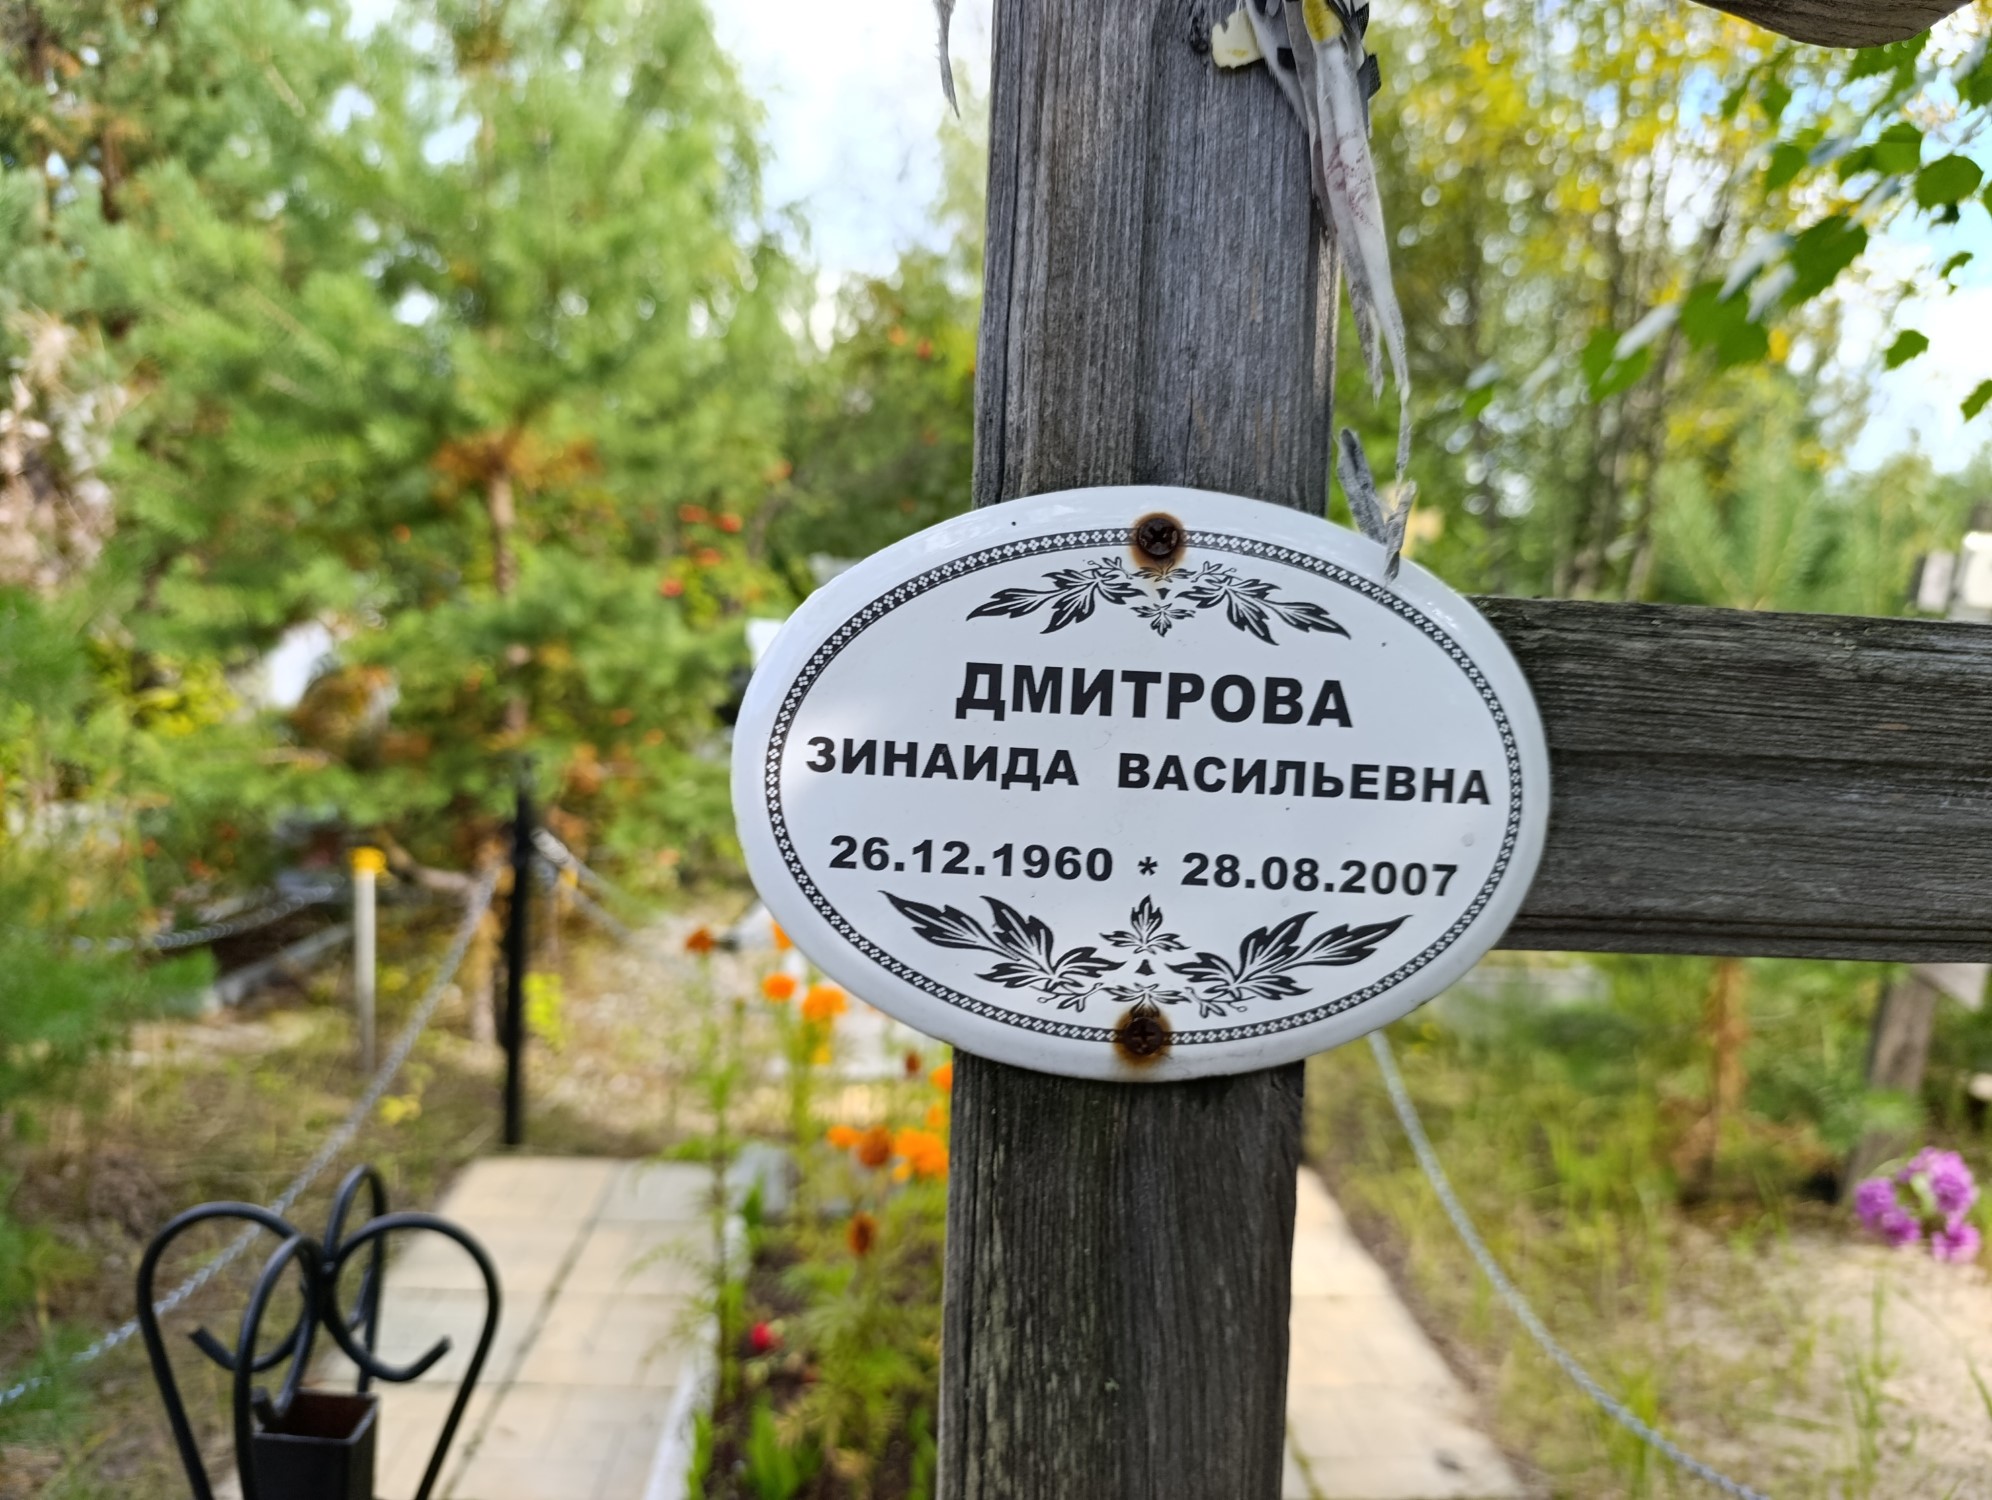 ДМИТРОВА
ЗИНАИДА ВАСИЛЬЕВНА
26.12.1960 * 28.08.2007